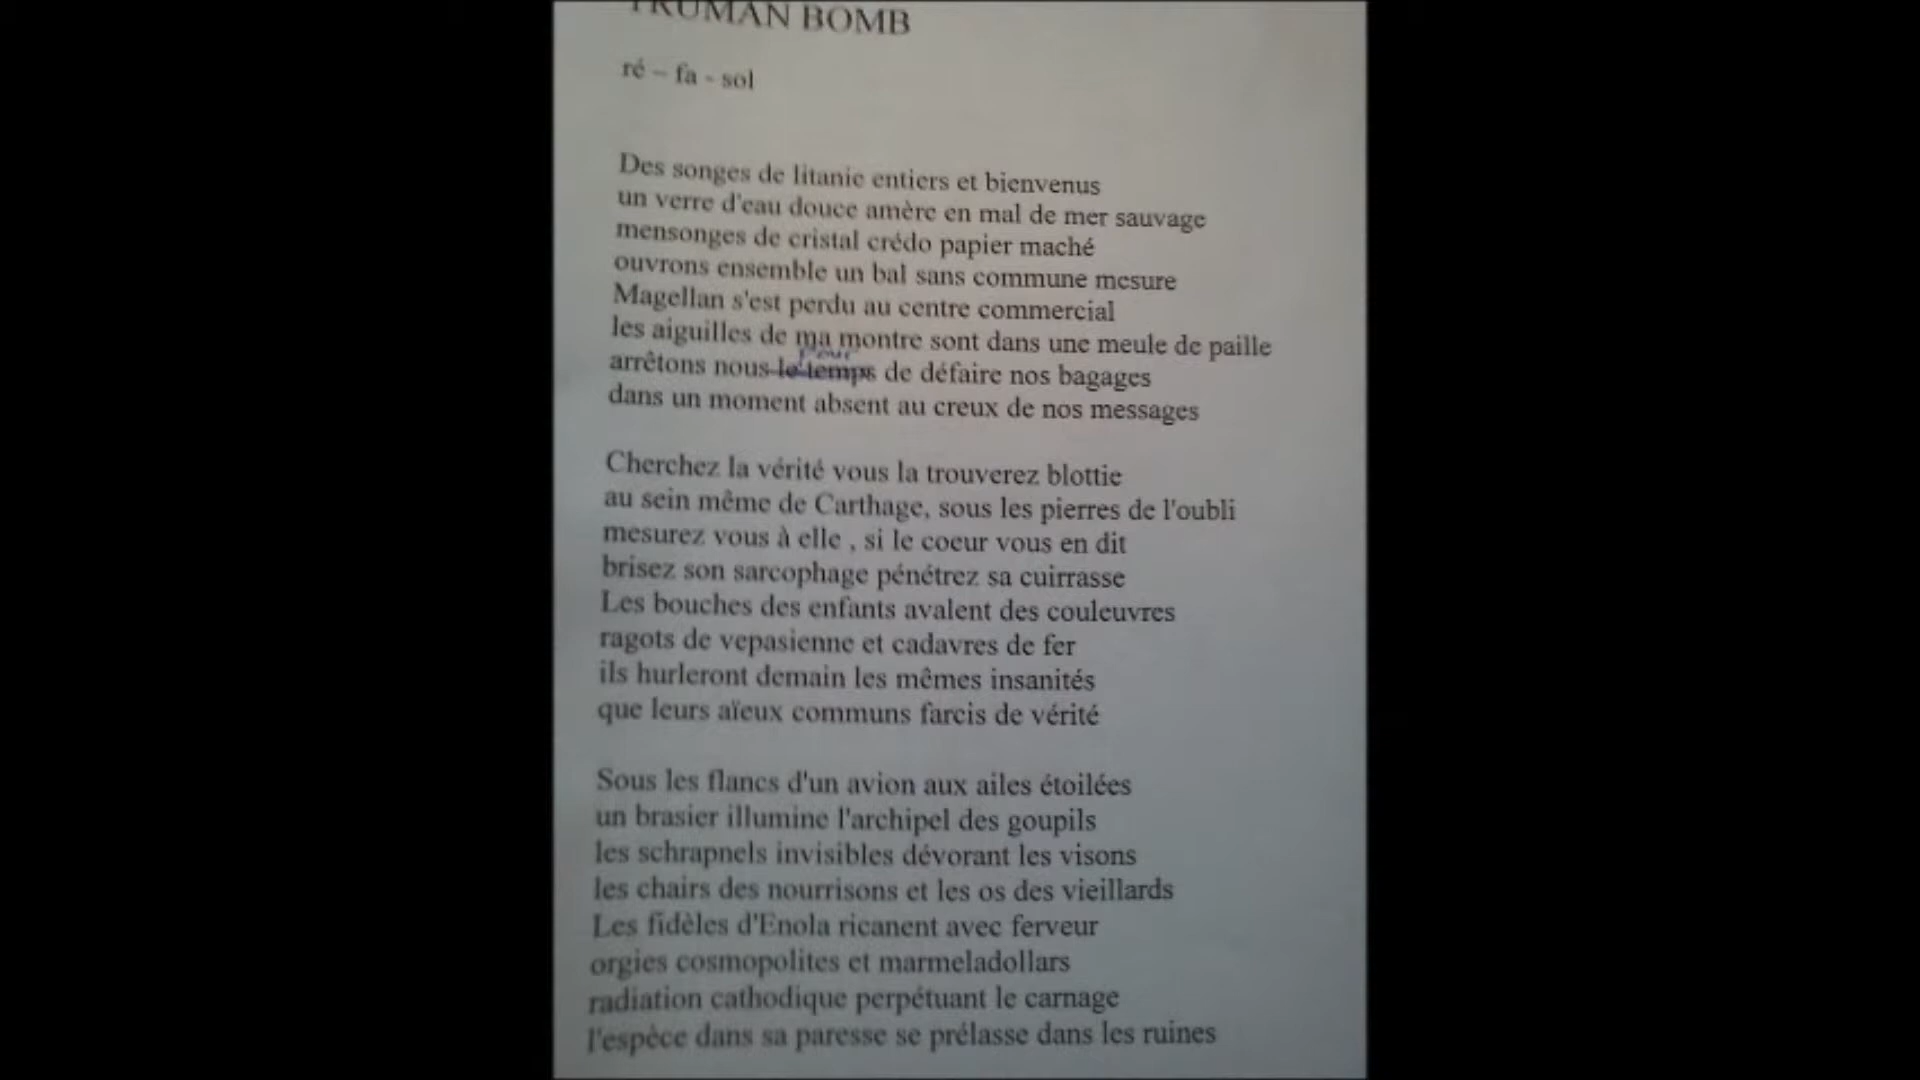 TRUMAN BOMB
ré – fa - sol
Des songes de litanie entiers et bienvenus
un verre d'eau douce amère en mal de mer sauvage
mensonges de cristal crédo papier maché
ouvrons ensemble un bal sans commune mesure
Magellan s'est perdu au centre commercial
les aiguilles de ma montre sont dans une meule de paille
pour
arrêtons nous le temps de défaire nos bagages
dans un moment absent au creux de nos messages
Cherchez la vérité vous la trouverez blottie
au sein même de Carthage, sous les pierres de l'oubli
mesurez vous à elle , si le coeur vous en dit
brisez son sarcophage pénétrez sa cuirrasse
Les bouches des enfants avalent des couleuvres
ragots de vepasienne et cadavres de fer
ils hurleront demain les mêmes insanités
que leurs aïeux communs farcis de vérité
Sous les flancs d'un avion aux ailes étoilées
un brasier illumine l'archipel des goupils
les schrapnels invisibles dévorant les visons
les chairs des nourrisons et les os des vieillards
Les fidèles d'Enola ricanent avec ferveur
orgies cosmopolites et marmeladollars
radiation cathodique perpétuant le carnage
l'espèce dans sa paresse se prélasse dans les ruines